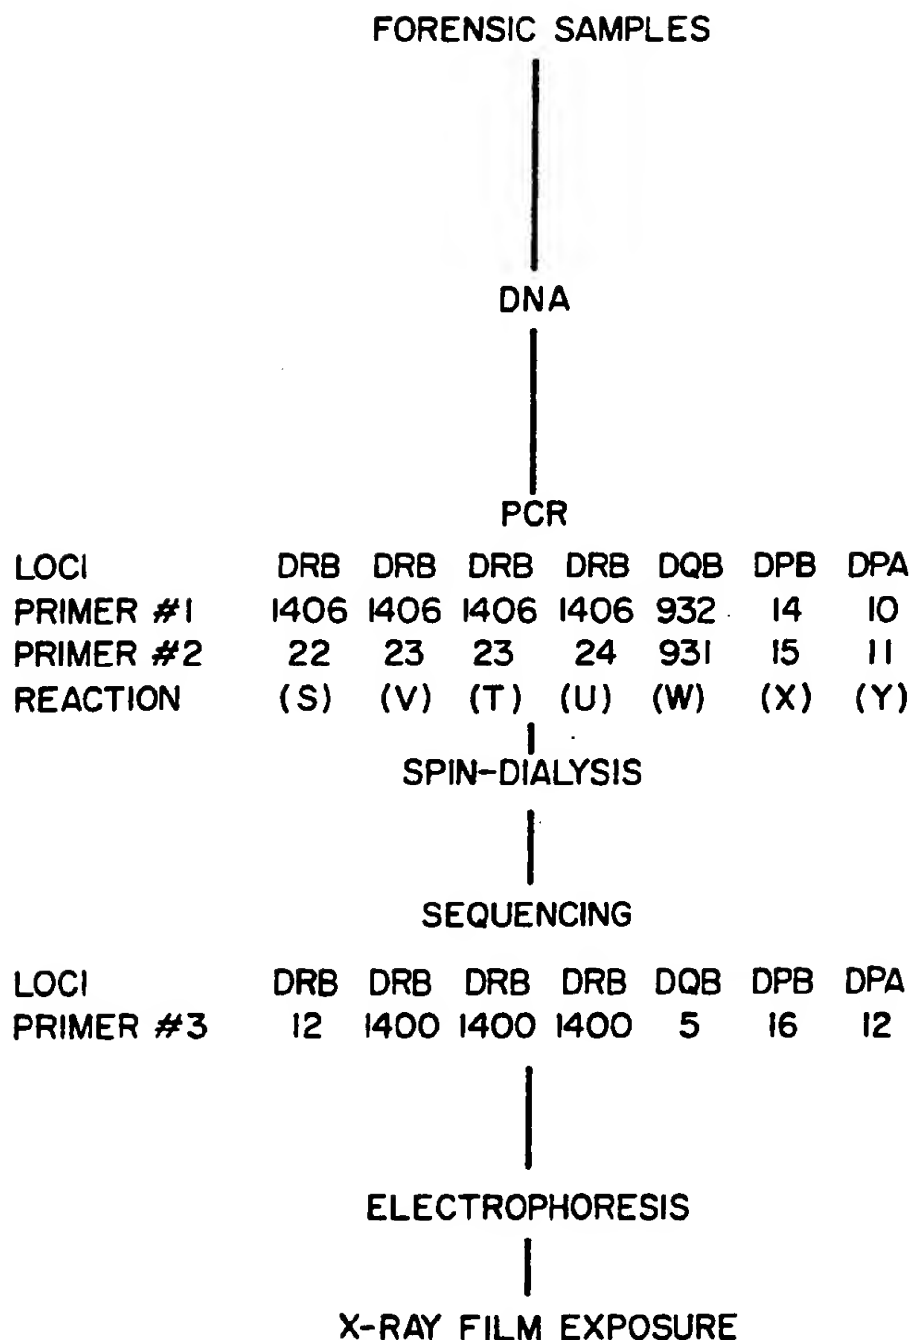 FORENSIC SAMPLES
DNA
PCR
LOCI DRB DRB DRB DRB DQB DPB DPA
PRIMER #1 1406 1406 1406 1406 932 14 10
PRIMER #2 22 23 23 24 931 15 11
REACTION (S) (V) (T) (U) (W) (X) (Y)
SPIN-DIALYSIS
SEQUENCING
LOCI DRB DRB DRB DRB DQB DPB DPA
PRIMER #3 12 1400 1400 1400 5 16 12
ELECTROPHORESIS
X-RAY FILM EXPOSURE